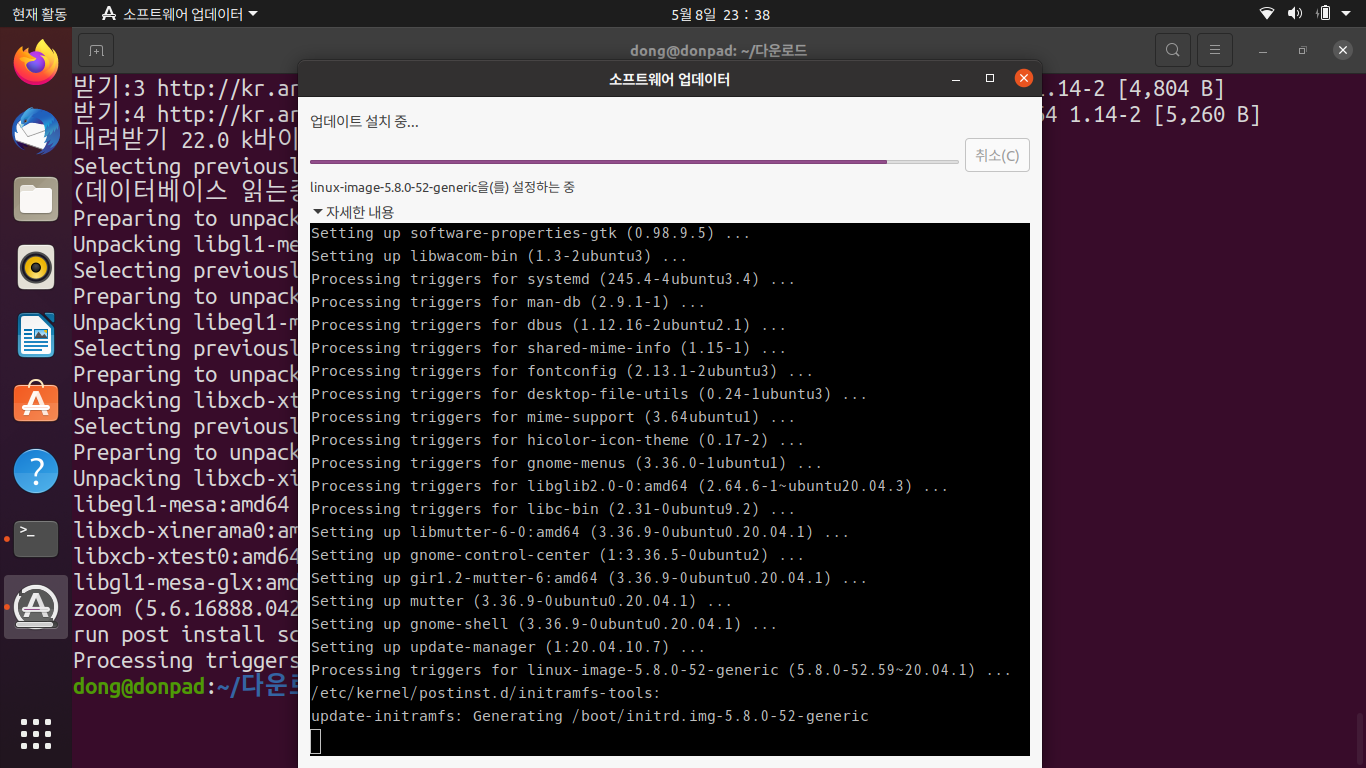 현재 활동
소프트웨어 업데이터
5월 8일 23 : 38
dong@donpad: ~/다운로드
받기:3 http://kr.ar
1.14-2 [4,804 B]
받기:4 http://kr.ar
64 1.14-2 [5,260 B]
내려받기 22.0 k바이
Selecting previousl
(데이터베이스 읽는중
Preparing to unpack
Unpacking libgl1-me
Selecting previousl
Preparing to unpack
Unpacking libegl1-m
Selecting previousl
Preparing to unpack
Unpacking libxcb-xt
Selecting previousl
Preparing to unpack
Unpacking libxcb-xi
libegl1-mesa:amd64
libxcb-xinerama0:am
libxcb-xtest0:amd64
libgl1-mesa-glx:amd
zoom (5.6.16888.042
run post install sc
Processing triggers
dong@donpad:~/다운로
소프트웨어 업데이터
업데이트 설치 중...
취소(C)
linux-image-5.8.0-52-generic을(를) 설정하는 중
자세한 내용
Setting up software-properties-gtk (0.98.9.5) ...
Setting up libwacom-bin (1.3-2ubuntu3) ...
Processing triggers for systemd (245.4-4ubuntu3.4) ...
Processing triggers for man-db (2.9.1-1) ...
Processing triggers for dbus (1.12.16-2ubuntu2.1) ...
Processing triggers for shared-mime-info (1.15-1) ...
Processing triggers for fontconfig (2.13.1-2ubuntu3) ...
Processing triggers for desktop-file-utils (0.24-1ubuntu3) ...
Processing triggers for mime-support (3.64ubuntu1) ...
Processing triggers for hicolor-icon-theme (0.17-2) ...
Processing triggers for gnome-menus (3.36.0-1ubuntu1) ...
Processing triggers for libglib2.0-0:amd64 (2.64.6-1~ubuntu20.04.3) ...
Processing triggers for libc-bin (2.31-0ubuntu9.2) ...
Setting up libmutter-6-0:amd64 (3.36.9-0ubuntu0.20.04.1) ...
Setting up gnome-control-center (1:3.36.5-0ubuntu2) ...
Setting up gir1.2-mutter-6:amd64 (3.36.9-0ubuntu0.20.04.1) ...
Setting up mutter (3.36.9-0ubuntu0.20.04.1) ...
Setting up gnome-shell (3.36.9-0ubuntu0.20.04.1) ...
Setting up update-manager (1:20.04.10.7) ...
Processing triggers for linux-image-5.8.0-52-generic (5.8.0-52.59~20.04.1) ...
/etc/kernel/postinst.d/initramfs-tools:
update-initramfs: Generating /boot/initrd.img-5.8.0-52-generic